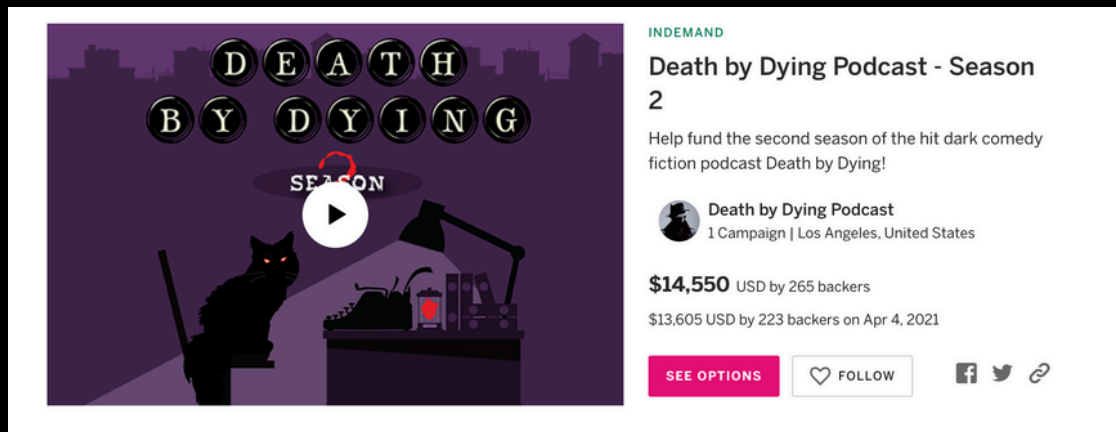 DEATH
BY DYING
SEASON
2
INDEMAND
Death by Dying Podcast - Season
2
Help fund the second season of the hit dark comedy
fiction podcast Death by Dying!
Death by Dying Podcast
1 Campaign | Los Angeles, United States
$14,550 USD by 265 backers
$13,605 USD by 223 backers on Apr 4, 2021
SEE OPTIONS
FOLLOW